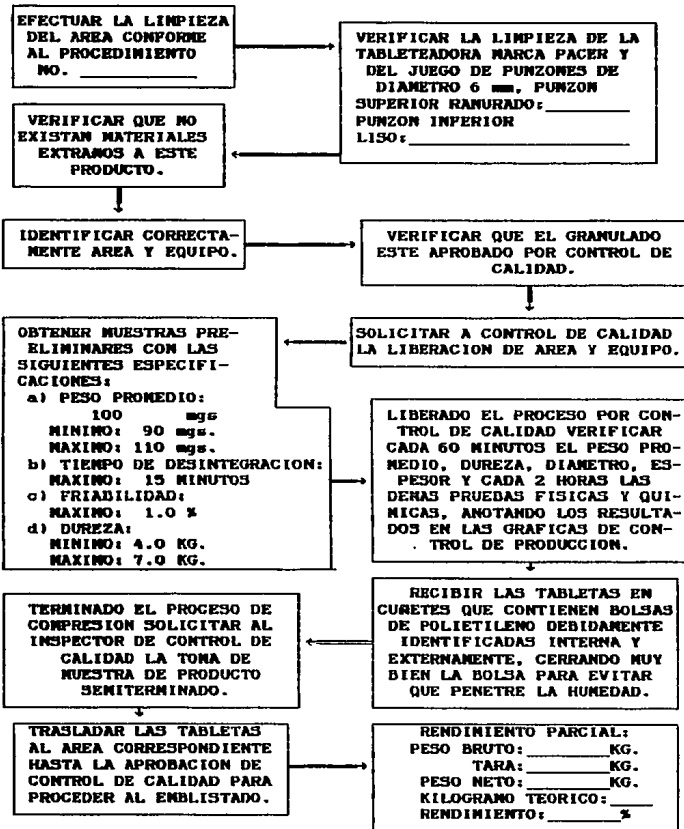 EFECTUAR LA LIMPIEZA
DEL AREA CONFORME
AL PROCEDIMIENTO
NO. ___________
VERIFICAR LA LIMPIEZA DE LA
TABLETEADORA MARCA PACER Y
DEL JUEGO DE PUNZONES DE
DIAMETRO 6 mm, PUNZON
SUPERIOR RANURADO:________
PUNZON INFERIOR
LISO:______________________
VERIFICAR QUE NO
EXISTAN MATERIALES
EXTRAÑOS A ESTE
PRODUCTO.
IDENTIFICAR CORRECTA-
MENTE AREA Y EQUIPO.
VERIFICAR QUE EL GRANULADO
ESTE APROBADO POR CONTROL DE
CALIDAD.
SOLICITAR A CONTROL DE CALIDAD
LA LIBERACION DE AREA Y EQUIPO.
OBTENER MUESTRAS PRE-
ELIMINARES CON LAS
SIGUIENTES ESPECIFI-
CACIONES:
a) PESO PROMEDIO:
100 mgs
MINIMO: 90 mgs.
MAXIMO: 110 mgs.
b) TIEMPO DE DESINTEGRACION:
MAXIMO: 15 MINUTOS
c) FRIABILIDAD:
MAXIMO: 1.0 %
d) DUREZA:
MINIMO: 4.0 KG.
MAXIMO: 7.0 KG.
LIBERADO EL PROCESO POR CON-
TROL DE CALIDAD VERIFICAR
CADA 60 MINUTOS EL PESO PRO-
MEDIO, DUREZA, DIAMETRO, ES-
PESOR Y CADA 2 HORAS LAS
DEMAS PRUEBAS FISICAS Y QUI-
MICAS, ANOTANDO LOS RESULTA-
DOS EN LAS GRAFICAS DE CON-
TROL DE PRODUCCION.
RECIBIR LAS TABLETAS EN
CUÑETES QUE CONTIENEN BOLSAS
DE POLIETILENO DEBIDAMENTE
IDENTIFICADAS INTERNA Y
EXTERNAMENTE, CERRANDO MUY
BIEN LA BOLSA PARA EVITAR
QUE PENETRE LA HUMEDAD.
TERMINADO EL PROCESO DE
COMPRESION SOLICITAR AL
INSPECTOR DE CONTROL DE
CALIDAD LA TOMA DE
MUESTRA DE PRODUCTO
SEMITERMINADO.
TRASLADAR LAS TABLETAS
AL AREA CORRESPONDIENTE
HASTA LA APROBACION DE
CONTROL DE CALIDAD PARA
PROCEDER AL EMBLISTADO.
RENDIMIENTO PARCIAL:
PESO BRUTO:________KG.
TARA:________KG.
PESO NETO:________KG.
KILOGRAMO TEORICO:____
RENDIMIENTO:_______%